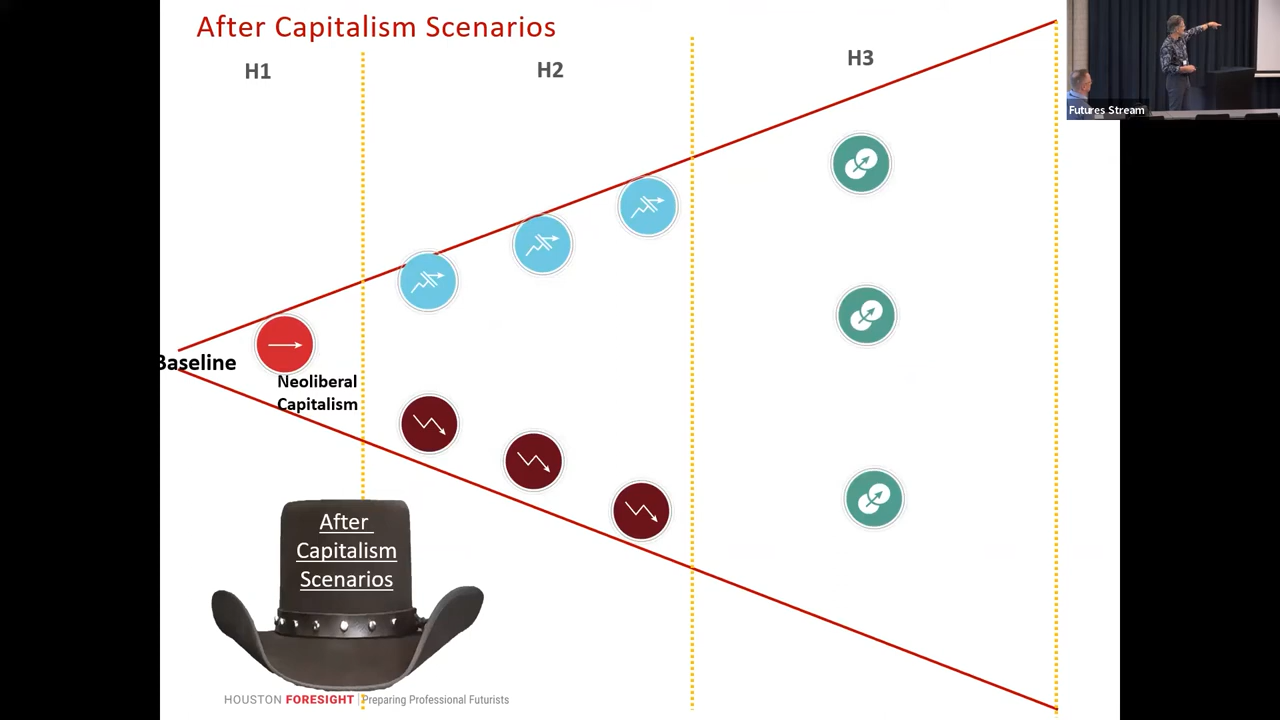 After Capitalism Scenarios
H1
H2
H3
Futures Stream
Baseline
Neoliberal
Capitalism
After
Capitalism
Scenarios
HOUSTON FORESIGHT | Preparing Professional Futurists